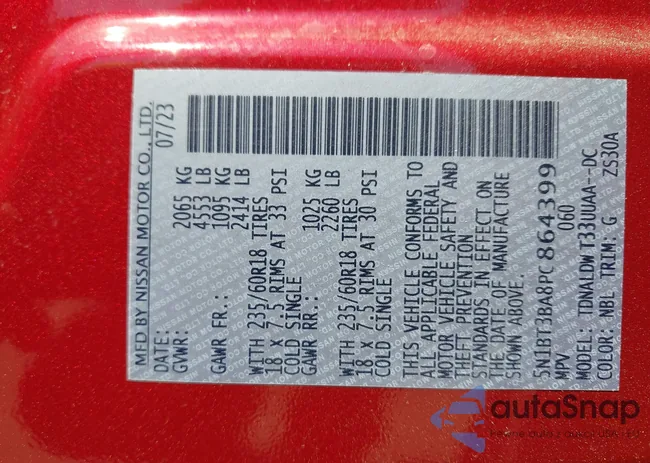 MFD BY NISSAN MOTOR CO., LTD.
DATE: 07/23
GVWR: 2065 KG
4553 LB
GAWR FR.: 1095 KG
2414 LB
WITH 235/60R18 TIRES
18 X 7.5 RIMS AT 33 PSI
COLD SINGLE
GAWR RR.: 1025 KG
2260 LB
WITH 235/60R18 TIRES
18 X 7.5 RIMS AT 30 PSI
COLD SINGLE
THIS VEHICLE CONFORMS TO
ALL APPLICABLE FEDERAL
MOTOR VEHICLE SAFETY AND
THEFT PREVENTION
STANDARDS IN EFFECT ON
THE DATE OF MANUFACTURE
SHOWN ABOVE.
5N1BT3BA8PC864399
MPV 060
MODEL: TDNALDWT33UUAA--DC
COLOR: NBL TRIM: G ZS30A
autoSnap